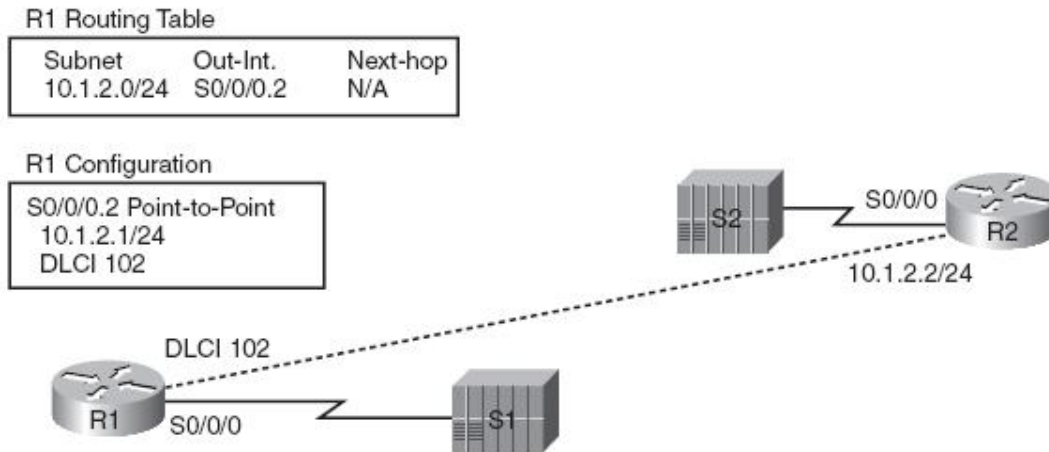 R1 Routing Table
Subnet Out-Int. Next-hop
10.1.2.0/24 S0/0/0.2 N/A
R1 Configuration
S0/0/0.2 Point-to-Point
10.1.2.1/24
DLCI 102
S2
S0/0/0
R2
10.1.2.2/24
DLCI 102
R1
S0/0/0
S1